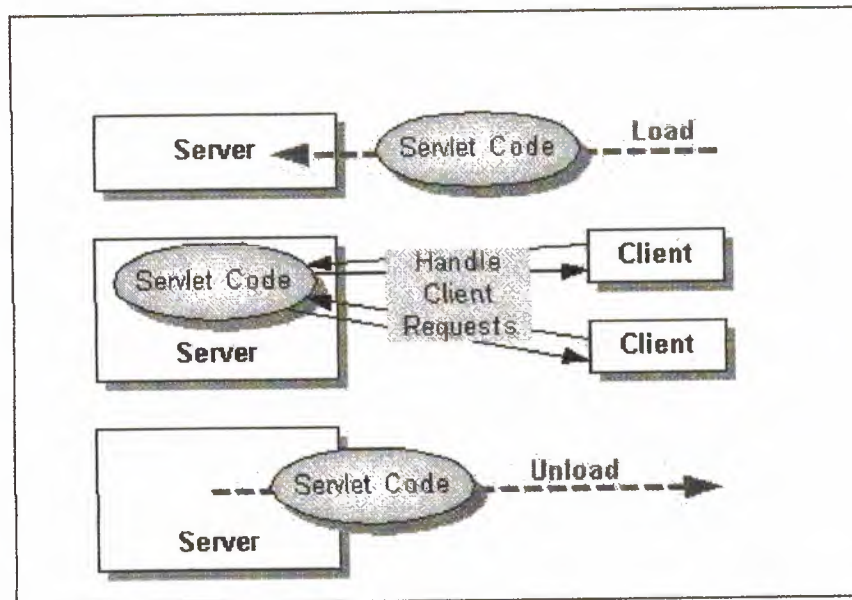 Server
Servlet Code
Load
Servlet Code
Handle
Client
Requests
Server
Client
Client
Servlet Code
Unload
Server